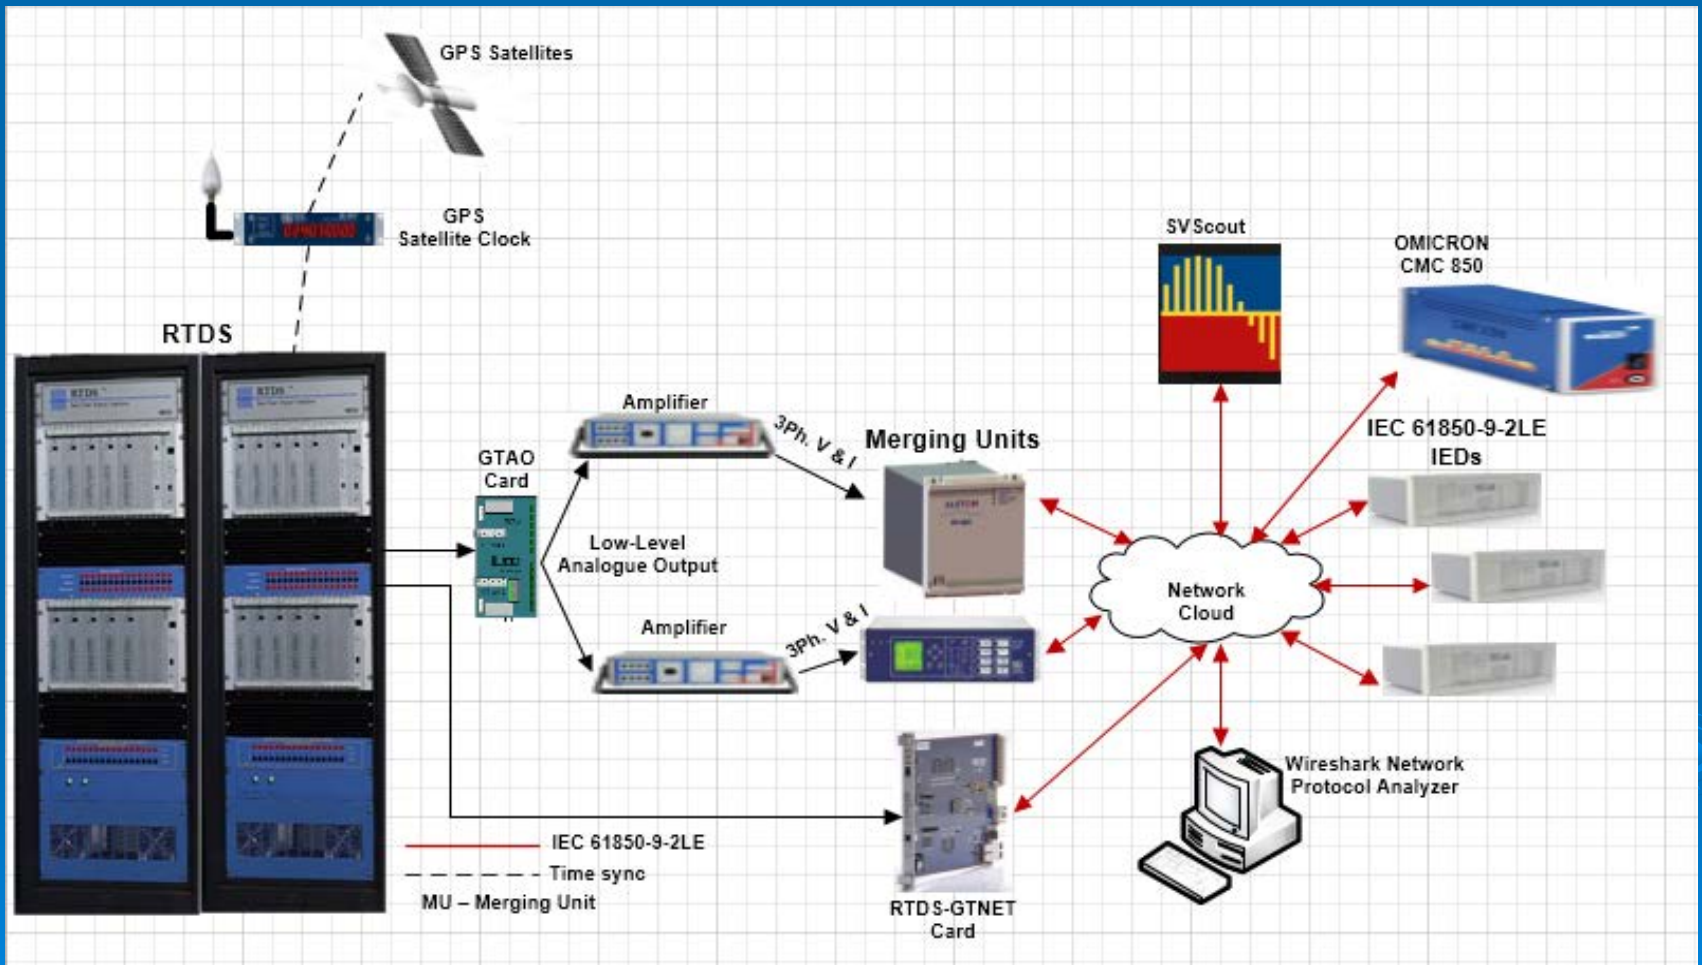 GPS Satellites
GPS
Satellite Clock
RTDS
RTDS
RTDS
SVScout
OMICRON
CMC 850
Amplifier
3Ph. V & I
Merging Units
IEC 61850-9-2LE
IEDs
GTAO
Card
Low-Level
Analogue Output
Network
Cloud
Amplifier
3Ph. V & I
Wireshark Network
Protocol Analyzer
IEC 61850-9-2LE
Time sync
MU – Merging Unit
RTDS-GTNET
Card